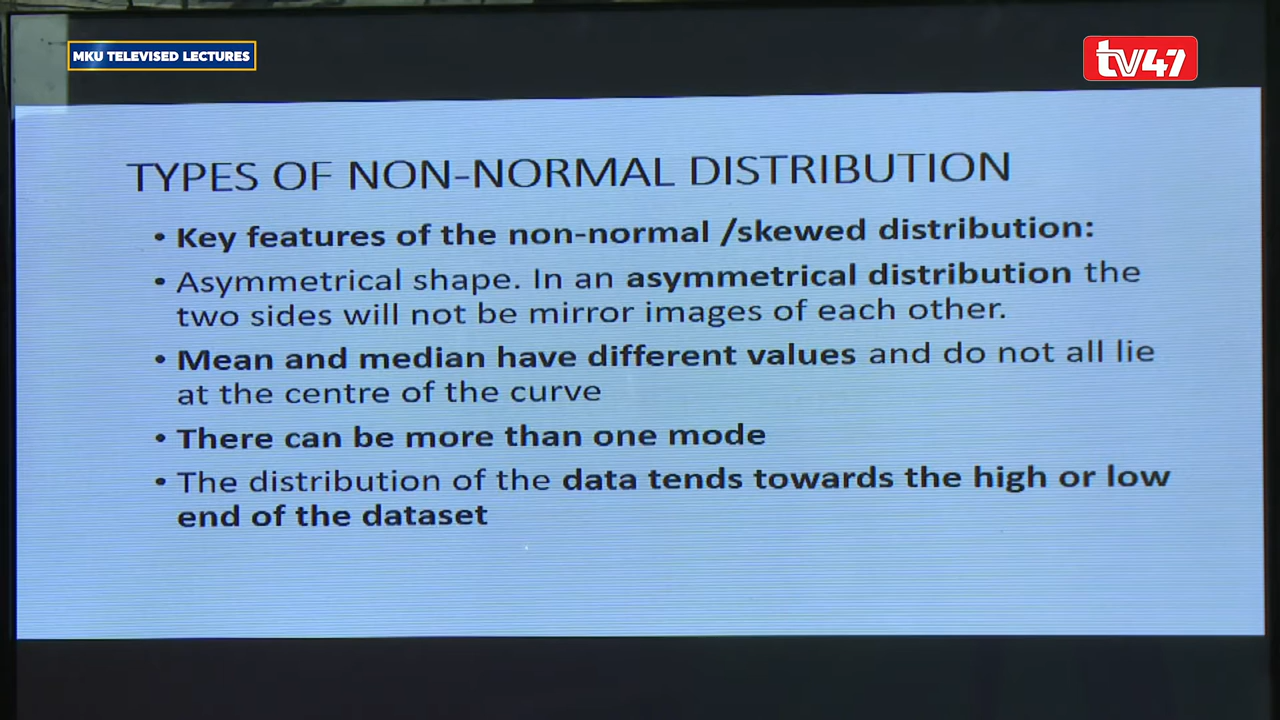 MKU TELEVISED LECTURES
tv47
TYPES OF NON-NORMAL DISTRIBUTION
• Key features of the non-normal /skewed distribution:
• Asymmetrical shape. In an asymmetrical distribution the
two sides will not be mirror images of each other.
• Mean and median have different values and do not all lie
at the centre of the curve
• There can be more than one mode
• The distribution of the data tends towards the high or low
end of the dataset